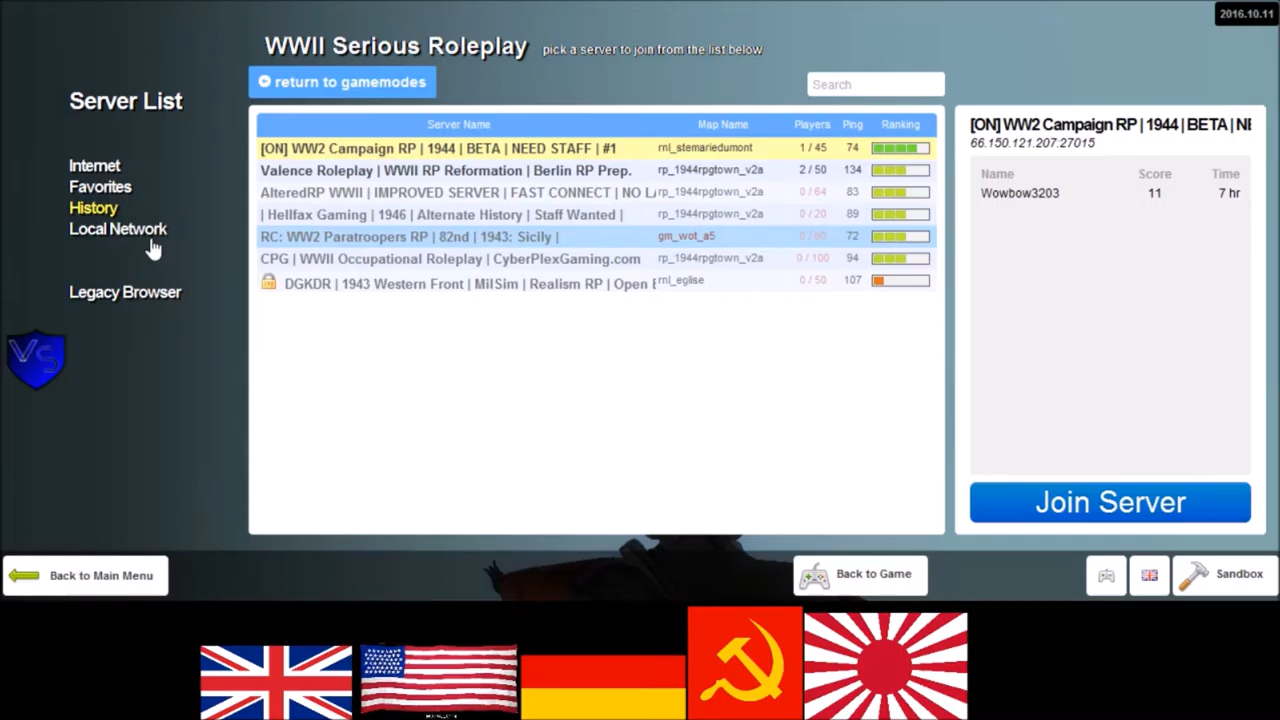 2016.10.11
WWII Serious Roleplay pick a server to join from the list below
return to gamemodes
Search
Server List
Internet
Favorites
History
Local Network
Legacy Browser
VS
Server Name Map Name Players Ping Ranking
[ON] WW2 Campaign RP | 1944 | BETA | NEED STAFF | #1 rnl_stemariedumont 1 / 45 74
Valence Roleplay | WWII RP Reformation | Berlin RP Prep. rp_1944rpgtown_v2a 2 / 50 134
AlteredRP WWII | IMPROVED SERVER | FAST CONNECT | NO LA rp_1944rpgtown_v2a 0 / 64 83
| Hellfax Gaming | 1946 | Alternate History | Staff Wanted | rp_1944rpgtown_v2a 0 / 20 89
RC: WW2 Paratroopers RP | 82nd | 1943: Sicily | gm_wot_a5 0 / 60 72
CPG | WWII Occupational Roleplay | CyberPlexGaming.com rp_1944rpgtown_v2a 0 / 100 94
DGKDR | 1943 Western Front | MilSim | Realism RP | Open rnl_eglise 0 / 50 107
[ON] WW2 Campaign RP | 1944 | BETA | NE
66.150.121.207:27015
Name Score Time
Wowbow3203 11 7 hr
Join Server
Back to Main Menu
Back to Game
Sandbox